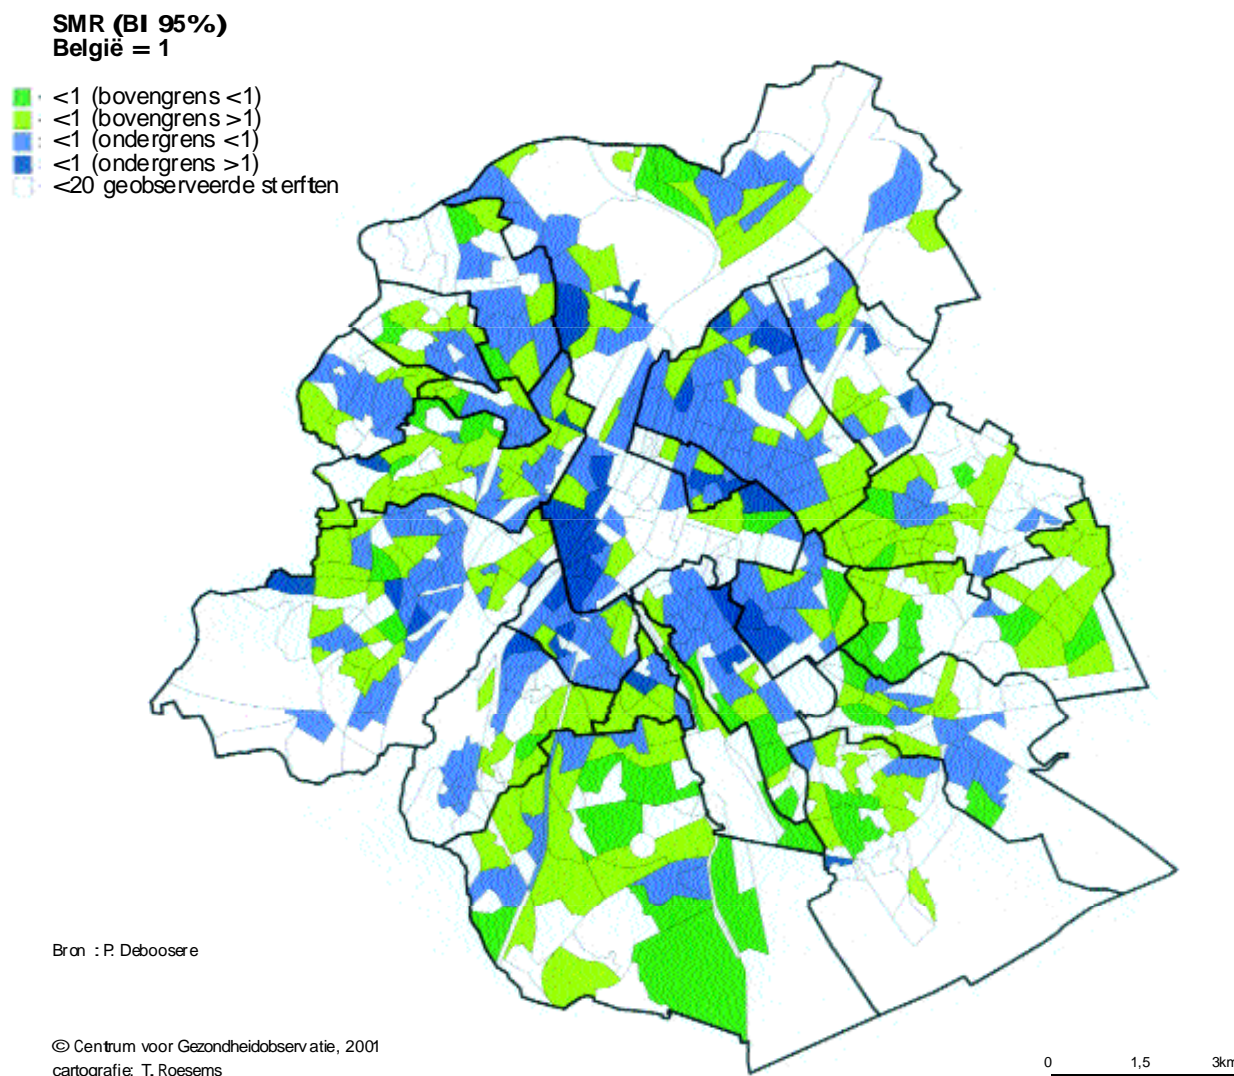 SMR (BI 95%)
België = 1
<1 (bovengrens <1)
<1 (bovengrens >1)
<1 (ondergrens <1)
<1 (ondergrens >1)
<20 geobserveerde sterften
Bron : P. Deboosere
© Centrum voor Gezondheidobservatie, 2001
cartografie: T. Roesems
0 1,5 3km